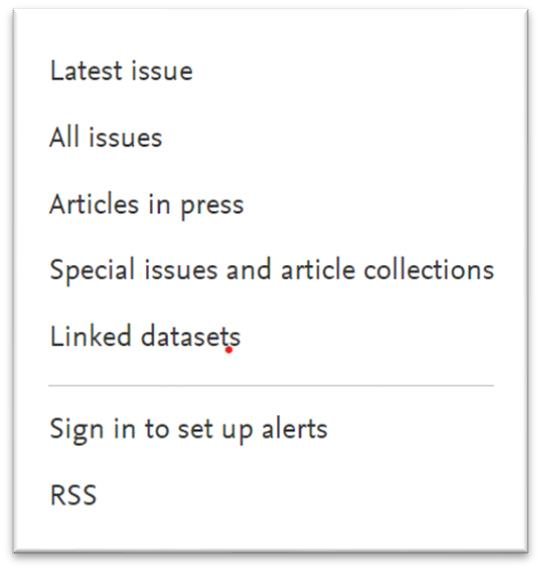 Latest issue
All issues
Articles in press
Special issues and article collections
Linked datasets
Sign in to set up alerts
RSS